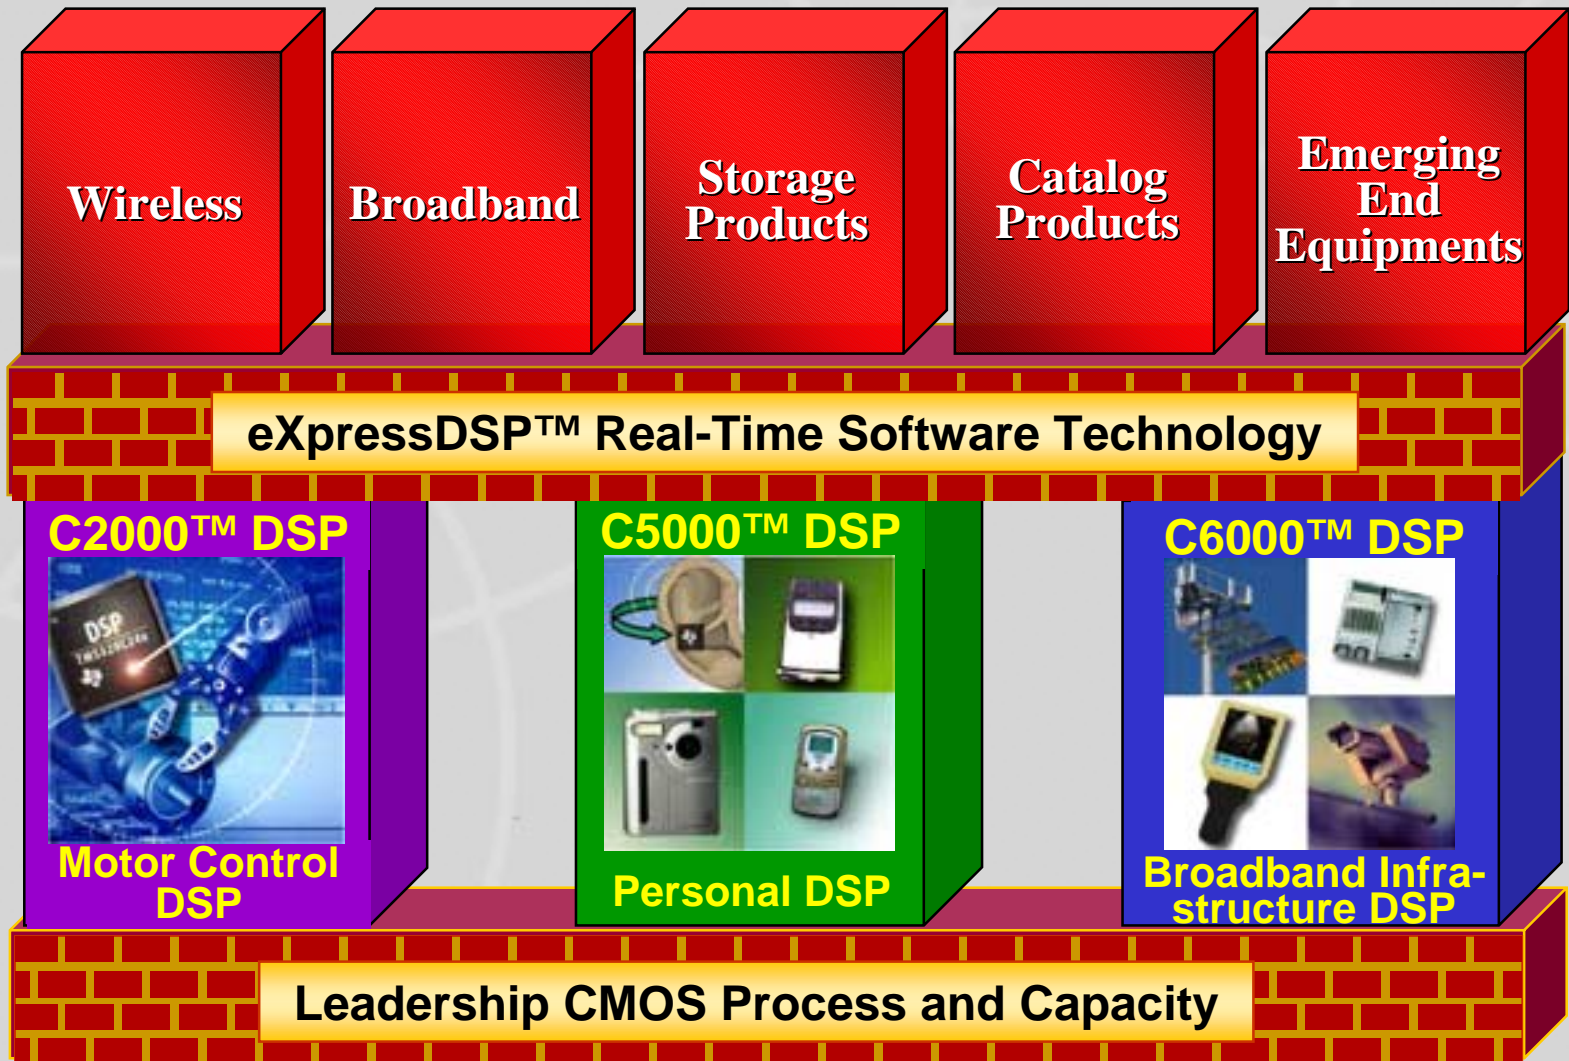 Wireless
Broadband
Storage
Products
Catalog
Products
Emerging
End
Equipments
eXpressDSP™ Real-Time Software Technology
C2000™ DSP
DSP
Motor Control
DSP
C5000™ DSP
Personal DSP
C6000™ DSP
Broadband Infra-
structure DSP
Leadership CMOS Process and Capacity